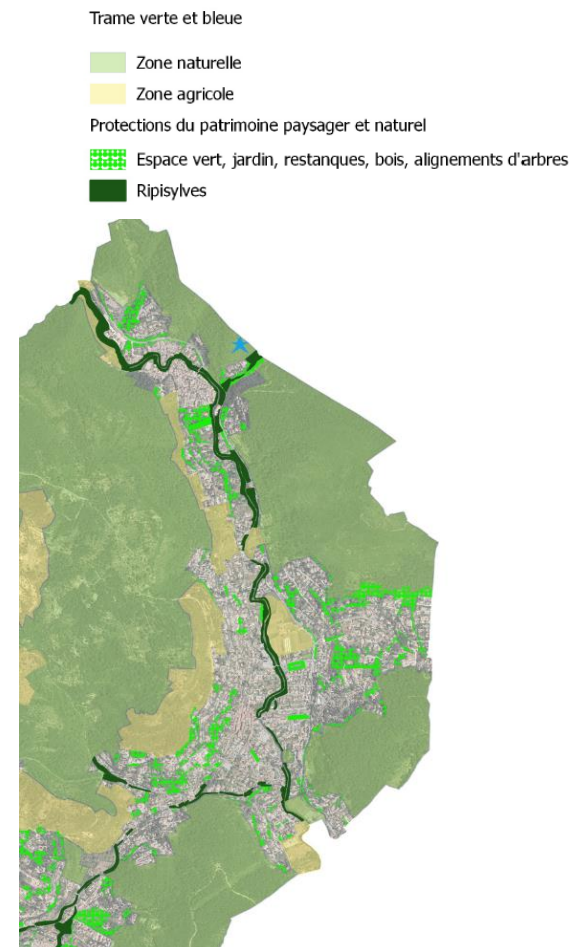 Trame verte et bleue
Zone naturelle
Zone agricole
Protections du patrimoine paysager et naturel
Espace vert, jardin, restanques, bois, alignements d'arbres
Ripisylves